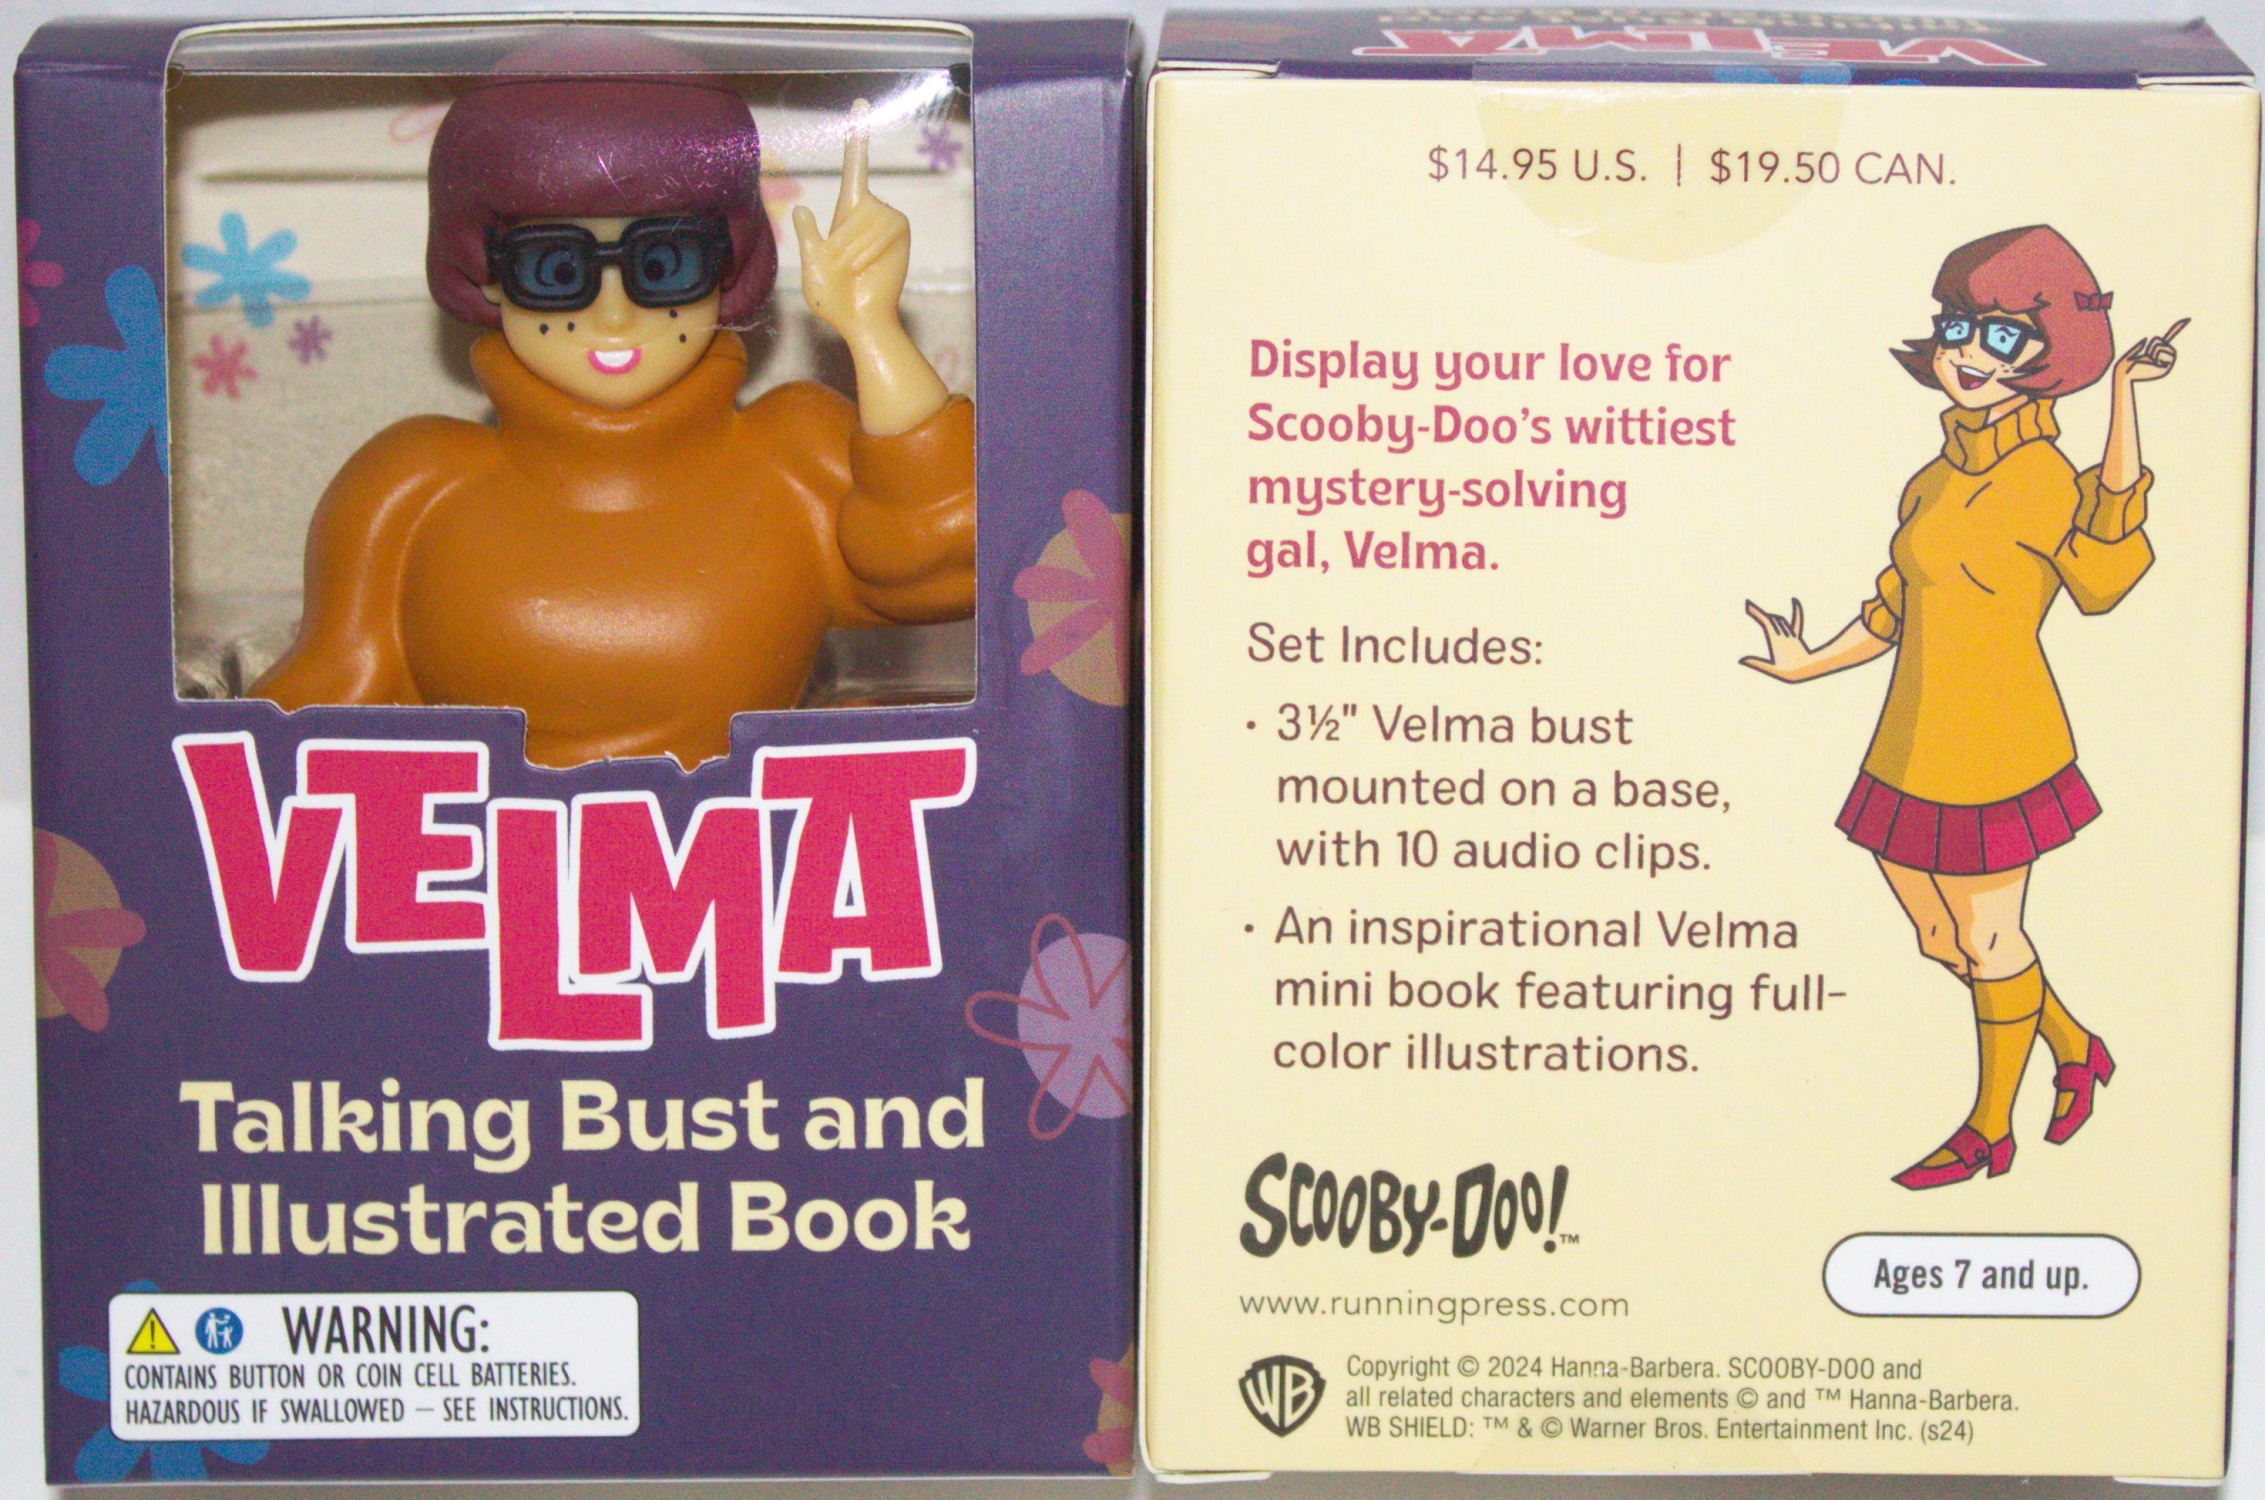 VELMA
Talking Bust and
Illustrated Book
WARNING:
CONTAINS BUTTON OR COIN CELL BATTERIES.
HAZARDOUS IF SWALLOWED – SEE INSTRUCTIONS.
VELMA
$14.95 U.S. | $19.50 CAN.
Display your love for
Scooby-Doo's wittiest
mystery-solving
gal, Velma.
Set Includes:
· 3½" Velma bust
mounted on a base,
with 10 audio clips.
· An inspirational Velma
mini book featuring full-
color illustrations.
SCOOBY-DOO!™
www.runningpress.com
Ages 7 and up.
WB
Copyright © 2024 Hanna-Barbera. SCOOBY-DOO and
all related characters and elements © and ™ Hanna-Barbera.
WB SHIELD: ™ & © Warner Bros. Entertainment Inc. (s24)